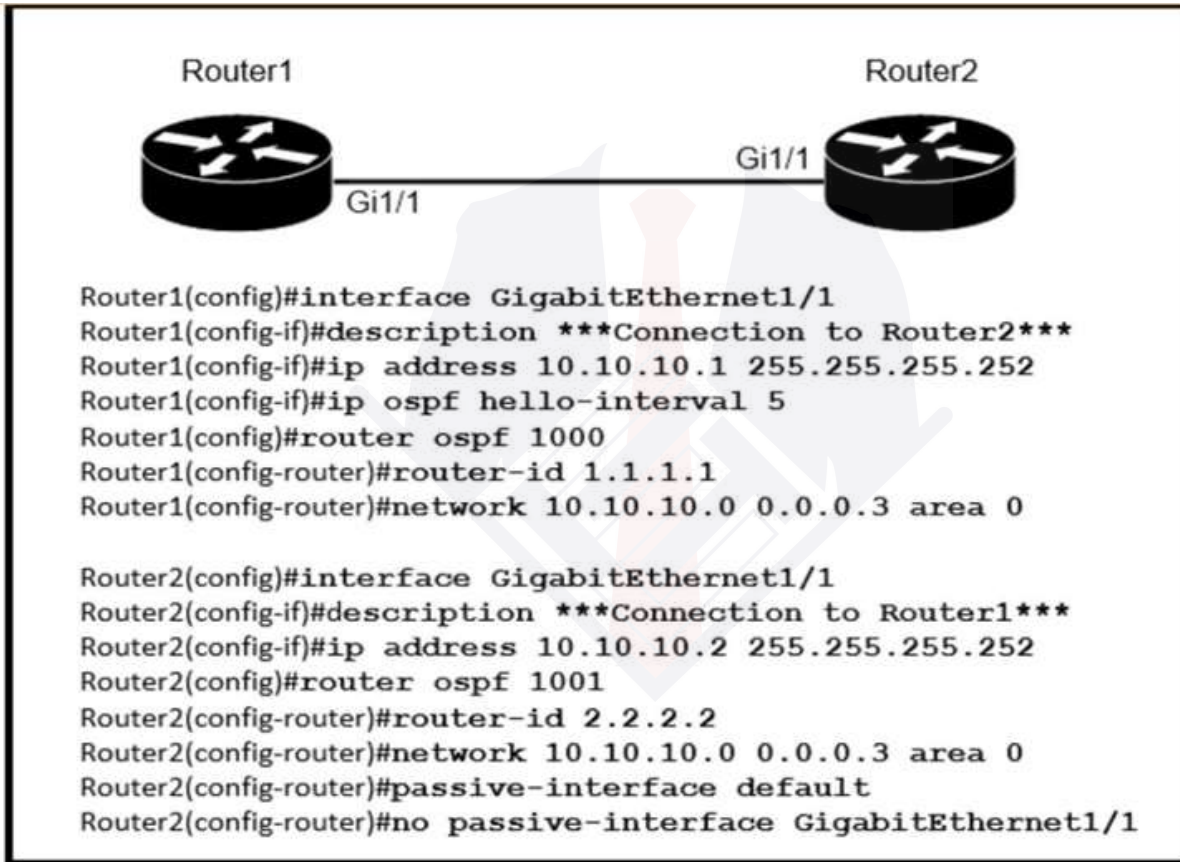 Router1
Router2
Gi1/1
Gi1/1
Router1(config)#interface GigabitEthernet1/1
Router1(config-if)#description ***Connection to Router2***
Router1(config-if)#ip address 10.10.10.1 255.255.255.252
Router1(config-if)#ip ospf hello-interval 5
Router1(config)#router ospf 1000
Router1(config-router)#router-id 1.1.1.1
Router1(config-router)#network 10.10.10.0 0.0.0.3 area 0
Router2(config)#interface GigabitEthernet1/1
Router2(config-if)#description ***Connection to Router1***
Router2(config-if)#ip address 10.10.10.2 255.255.255.252
Router2(config)#router ospf 1001
Router2(config-router)#router-id 2.2.2.2
Router2(config-router)#network 10.10.10.0 0.0.0.3 area 0
Router2(config-router)#passive-interface default
Router2(config-router)#no passive-interface GigabitEthernet1/1